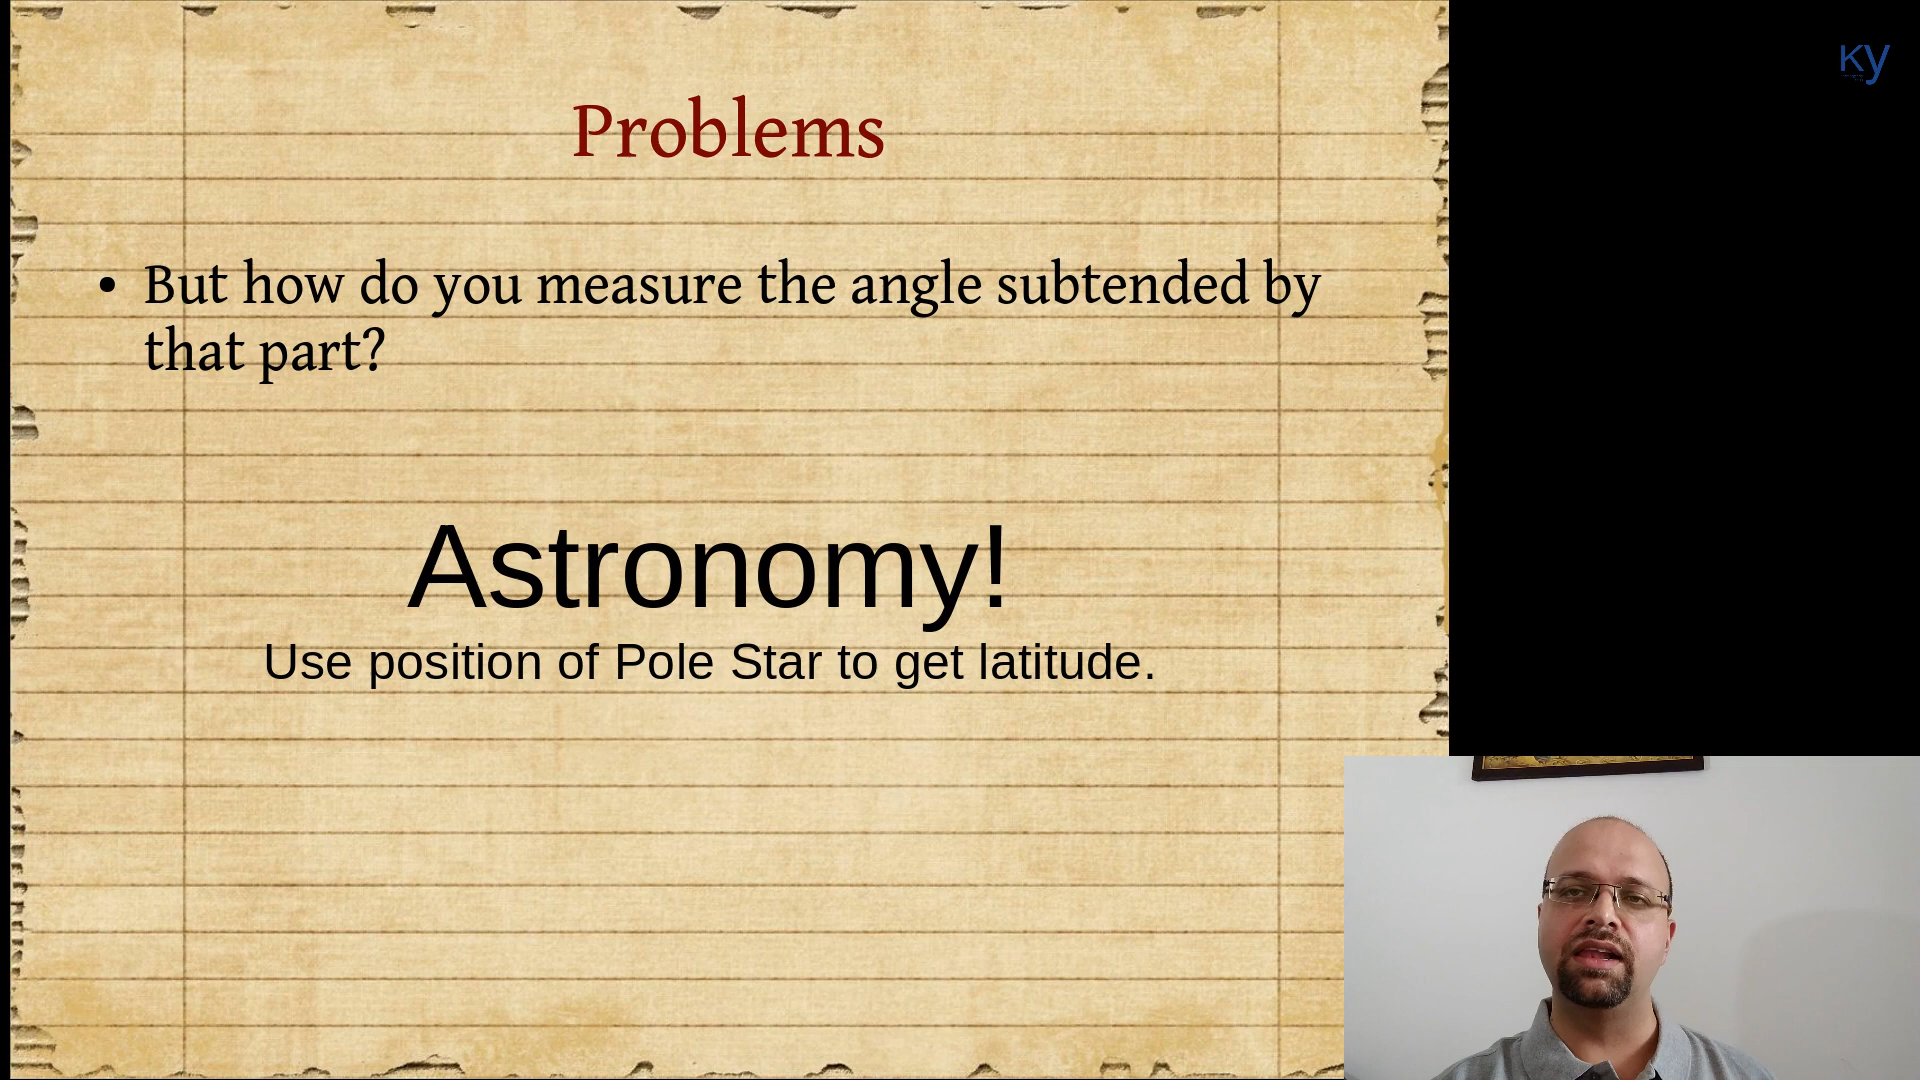 Problems
• But how do you measure the angle subtended by
that part?
Astronomy!
Use position of Pole Star to get latitude.
Ky